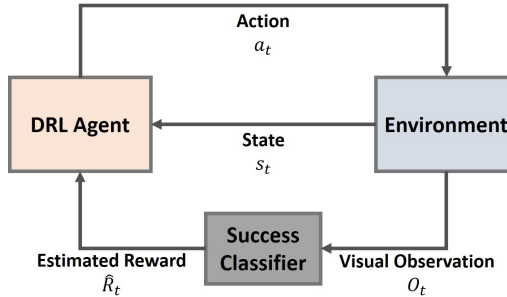 Action
a_t
DRL Agent
Environment
State
s_t
Success
Classifier
Estimated Reward
R̂_t
Visual Observation
O_t